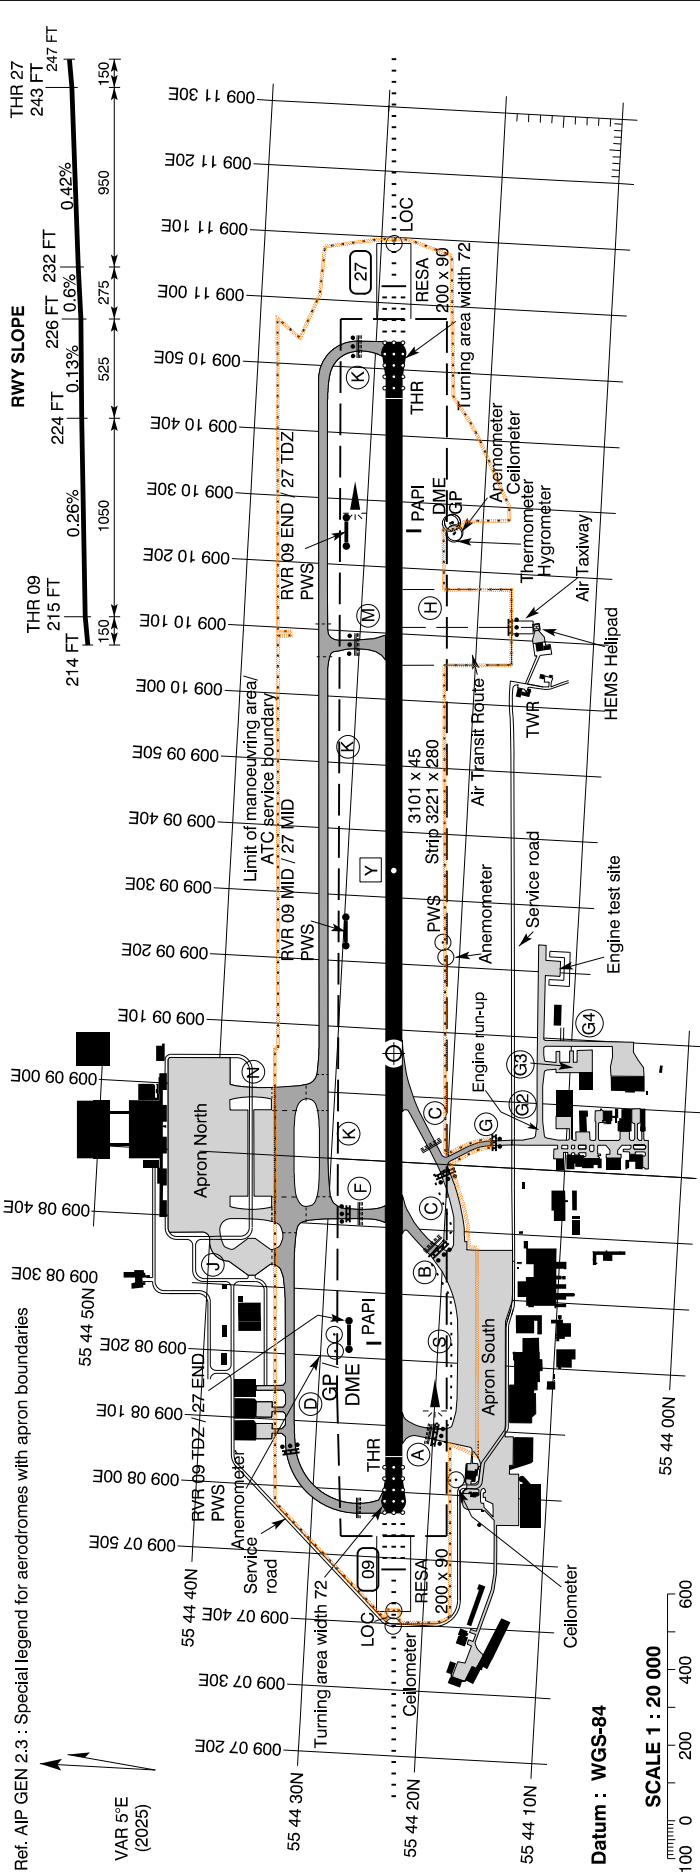 Ref. AIP GEN 2.3 : Special legend for aerodromes with apron boundaries
RWY SLOPE
THR 09
215 FT
214 FT
224 FT
226 FT
232 FT
THR 27
243 FT
247 FT
0.26%
0.13%
0.6%
0.42%
150
1050
525
275
950
150
VAR 5°E
(2025)
009 07 20E
009 07 30E
009 07 40E
009 07 50E
009 08 00E
009 08 10E
009 08 20E
009 08 30E
009 08 40E
009 09 00E
009 09 10E
009 09 20E
009 09 30E
009 09 40E
009 09 50E
009 10 00E
009 10 10E
009 10 20E
009 10 30E
009 10 40E
009 10 50E
009 11 00E
009 11 10E
009 11 20E
009 11 30E
55 44 50N
55 44 40N
55 44 30N
55 44 20N
55 44 10N
55 44 00N
RVR 09 TDZ / 27 END
PWS
Anemometer
Service
road
Turning area width 72
LOC
Ceilometer
09
RESA
200 x 90
THR
GP/
DME
PAPI
D
J
N
F
K
A
S
B
C
C
G
G2
G3
G4
Apron North
Apron South
Ceilometer
Engine run-up
Engine test site
Service road
Limit of manoeuvring area/
ATC service boundary
RVR 09 MID / 27 MID
PWS
Y
K
PWS
Anemometer
3101 x 45
Strip 3221 x 280
Air Transit Route
TWR
HEMS Helipad
Air Taxiway
M
H
RVR 09 END / 27 TDZ
PWS
PAPI
DME
GP
Anemometer
Ceilometer
Thermometer
Hygrometer
K
THR
Turning area width 72
RESA
200 x 90
27
LOC
Datum : WGS-84
SCALE 1 : 20 000
100 0 200 400 600